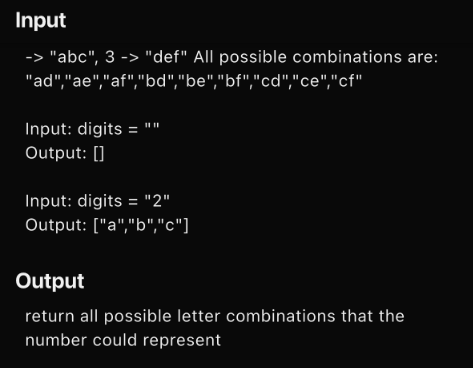 Input
-> "abc", 3 -> "def" All possible combinations are:
"ad","ae","af","bd","be","bf","cd","ce","cf"
Input: digits = ""
Output: []
Input: digits = "2"
Output: ["a","b","c"]
Output
return all possible letter combinations that the
number could represent